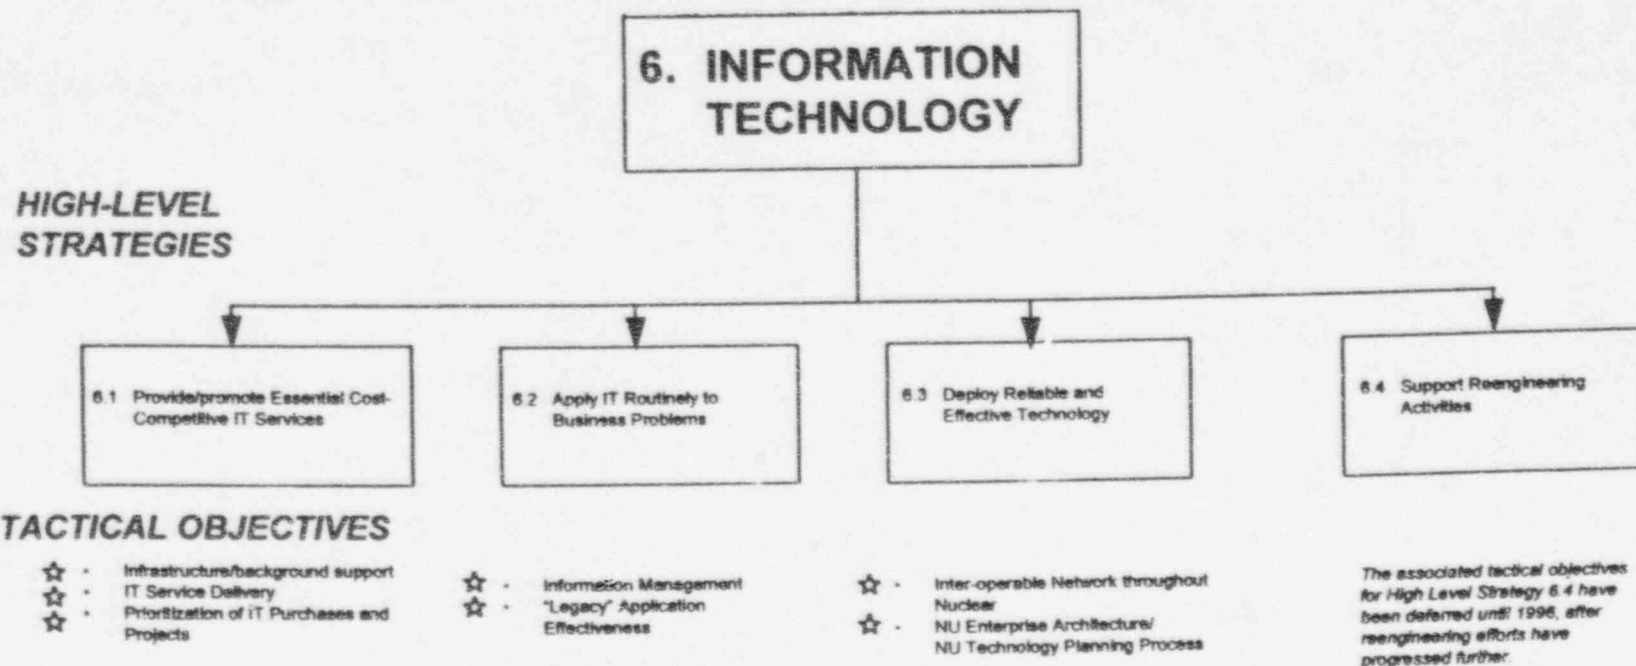 6. INFORMATION
TECHNOLOGY
HIGH-LEVEL
STRATEGIES
6.1 Provide/promote Essential Cost-
Competitive IT Services
6.2 Apply IT Routinely to
Business Problems
6.3 Deploy Reliable and
Effective Technology
6.4 Support Reengineering
Activities
TACTICAL OBJECTIVES
☆ - Infrastructure/background support
☆ - IT Service Delivery
☆ - Prioritization of IT Purchases and
Projects
☆ - Information Management
☆ - "Legacy" Application
Effectiveness
☆ - Inter-operable Network throughout
Nuclear
☆ - NU Enterprise Architecture/
NU Technology Planning Process
The associated tactical objectives
for High Level Strategy 6.4 have
been deferred until 1996, after
reengineering efforts have
progressed further.